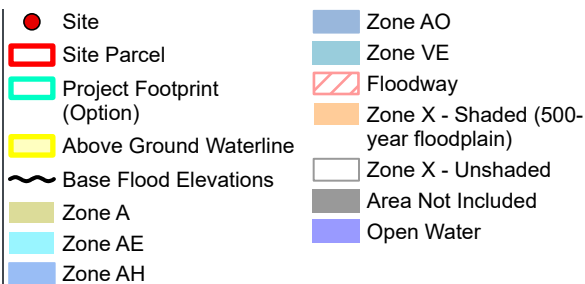 Site
Site Parcel
Project Footprint
(Option)
Above Ground Waterline
Base Flood Elevations
Zone A
Zone AE
Zone AH
Zone AO
Zone VE
Floodway
Zone X - Shaded (500-
year floodplain)
Zone X - Unshaded
Area Not Included
Open Water